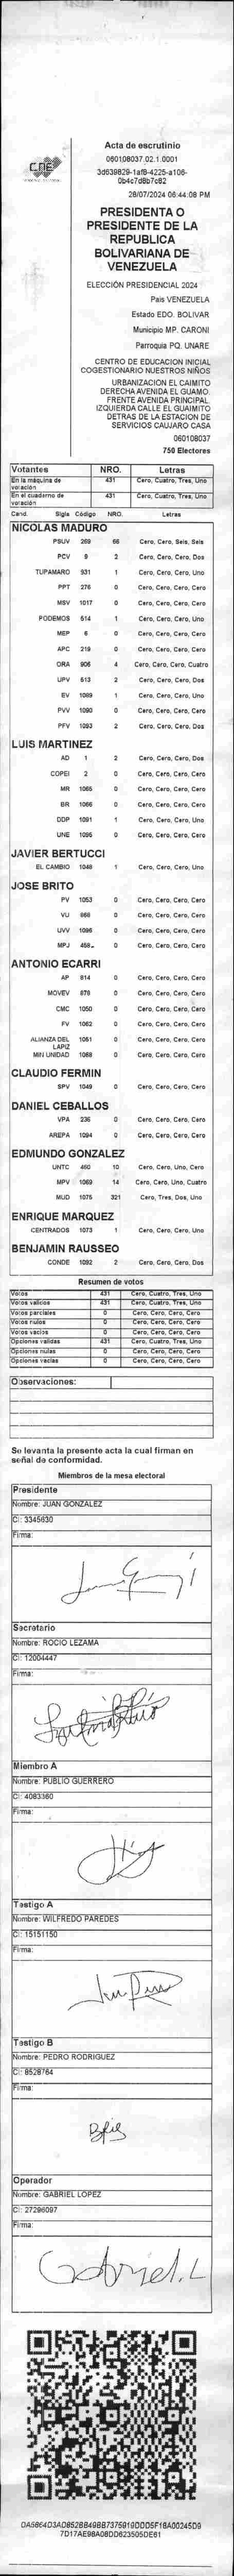 CNE
Acta de escrutinio
060108037.02.1.0001
3d639829-1af8-4225-a106-
0b4c7d8b7c82
28/07/2024 06:44:08 PM
PRESIDENTA O
PRESIDENTE DE LA
REPUBLICA
BOLIVARIANA DE
VENEZUELA
ELECCIÓN PRESIDENCIAL 2024
País VENEZUELA
Estado EDO. BOLIVAR
Municipio MP. CARONI
Parroquia PQ. UNARE
CENTRO DE EDUCACION INICIAL
COGESTIONARIO NUESTROS NIÑOS
URBANIZACION EL CAIMITO
DERECHA AVENIDA EL GUAMO.
FRENTE AVENIDA PRINCIPAL.
IZQUIERDA CALLE EL GUAIMITO
DETRAS DE LA ESTACION DE
SERVICIOS CAUJARO CASA
060108037
750 Electores
Votantes NRO. Letras
En la máquina de votación 431 Cero, Cuatro, Tres, Uno
En el cuaderno de votación 431 Cero, Cuatro, Tres, Uno
Cand. Sigla Código NRO. Letras
NICOLAS MADURO
PSUV 269 66 Cero, Cero, Seis, Seis
PCV 9 2 Cero, Cero, Cero, Dos
TUPAMARO 931 1 Cero, Cero, Cero, Uno
PPT 276 0 Cero, Cero, Cero, Cero
MSV 1017 0 Cero, Cero, Cero, Cero
PODEMOS 514 1 Cero, Cero, Cero, Uno
MEP 6 0 Cero, Cero, Cero, Cero
APC 219 0 Cero, Cero, Cero, Cero
ORA 906 4 Cero, Cero, Cero, Cuatro
UPV 613 2 Cero, Cero, Cero, Dos
EV 1089 1 Cero, Cero, Cero, Uno
PVV 1090 0 Cero, Cero, Cero, Cero
PFV 1093 2 Cero, Cero, Cero, Dos
LUIS MARTINEZ
AD 1 2 Cero, Cero, Cero, Dos
COPEI 2 0 Cero, Cero, Cero, Cero
MR 1065 0 Cero, Cero, Cero, Cero
BR 1066 0 Cero, Cero, Cero, Cero
DDP 1091 1 Cero, Cero, Cero, Uno
UNE 1095 0 Cero, Cero, Cero, Cero
JAVIER BERTUCCI
EL CAMBIO 1048 1 Cero, Cero, Cero, Uno
JOSE BRITO
PV 1053 0 Cero, Cero, Cero, Cero
VU 868 0 Cero, Cero, Cero, Cero
UVV 1096 0 Cero, Cero, Cero, Cero
MPJ 468 0 Cero, Cero, Cero, Cero
ANTONIO ECARRI
AP 814 0 Cero, Cero, Cero, Cero
MOVEV 879 0 Cero, Cero, Cero, Cero
CMC 1050 0 Cero, Cero, Cero, Cero
FV 1062 0 Cero, Cero, Cero, Cero
ALIANZA DEL LAPIZ 1081 0 Cero, Cero, Cero, Cero
MIN UNIDAD 1088 0 Cero, Cero, Cero, Cero
CLAUDIO FERMIN
SPV 1049 0 Cero, Cero, Cero, Cero
DANIEL CEBALLOS
VPA 236 0 Cero, Cero, Cero, Cero
AREPA 1094 0 Cero, Cero, Cero, Cero
EDMUNDO GONZALEZ
UNTC 460 10 Cero, Cero, Uno, Cero
MPV 1069 14 Cero, Cero, Uno, Cuatro
MUD 1075 321 Cero, Tres, Dos, Uno
ENRIQUE MARQUEZ
CENTRADOS 1073 1 Cero, Cero, Cero, Uno
BENJAMIN RAUSSEO
CONDE 1092 2 Cero, Cero, Cero, Dos
Resumen de votos
Votos 431 Cero, Cuatro, Tres, Uno
Votos válidos 431 Cero, Cuatro, Tres, Uno
Votos parciales 0 Cero, Cero, Cero, Cero
Votos nulos 0 Cero, Cero, Cero, Cero
Votos vacíos 0 Cero, Cero, Cero, Cero
Opciones válidas 431 Cero, Cuatro, Tres, Uno
Opciones nulas 0 Cero, Cero, Cero, Cero
Opciones vacías 0 Cero, Cero, Cero, Cero
Observaciones:
Se levanta la presente acta la cual firman en
señal de conformidad.
Miembros de la mesa electoral
Presidente
Nombre: JUAN GONZALEZ
CI: 3345630
Firma:
Secretario
Nombre: ROCIO LEZAMA
CI: 12004447
Firma:
Miembro A
Nombre: PUBLIO GUERRERO
CI: 4083360
Firma:
Testigo A
Nombre: WILFREDO PAREDES
CI: 15151150
Firma:
Testigo B
Nombre: PEDRO RODRIGUEZ
CI: 8528764
Firma:
Operador
Nombre: GABRIEL LOPEZ
CI: 27296097
Firma:
Gabriel.L